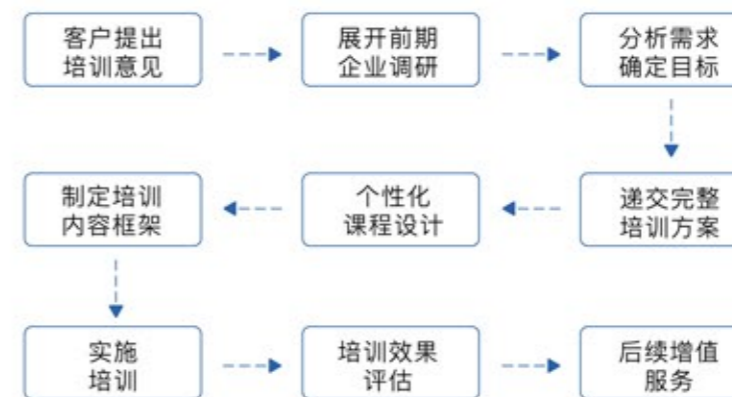 客户提出
培训意见
展开前期
企业调研
分析需求
确定目标
递交完整
培训方案
个性化
课程设计
制定培训
内容框架
实施
培训
培训效果
评估
后续增值
服务